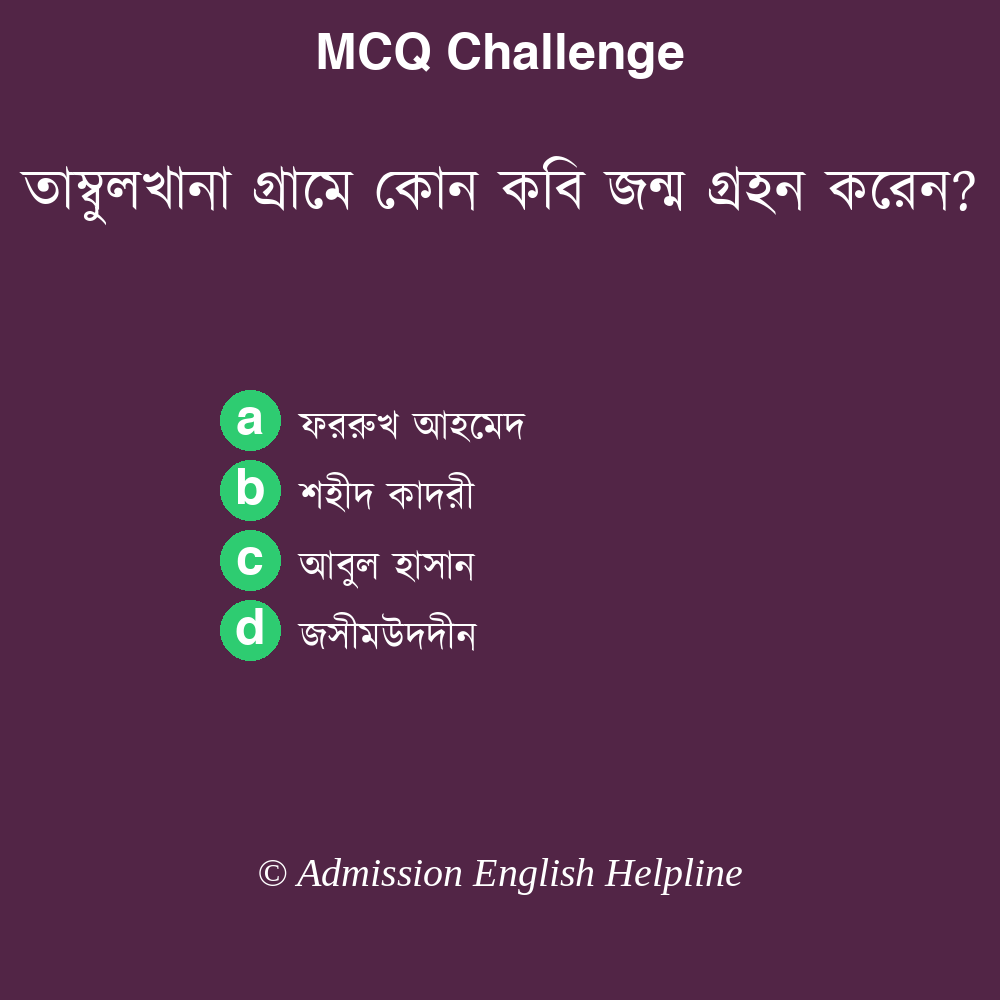 MCQ Challenge
তাম্বুলখানা গ্রামে কোন কবি জন্ম গ্রহন করেন?
a ফররুখ আহমেদ
b শহীদ কাদরী
c আবুল হাসান
d জসীমউদদীন
© Admission English Helpline